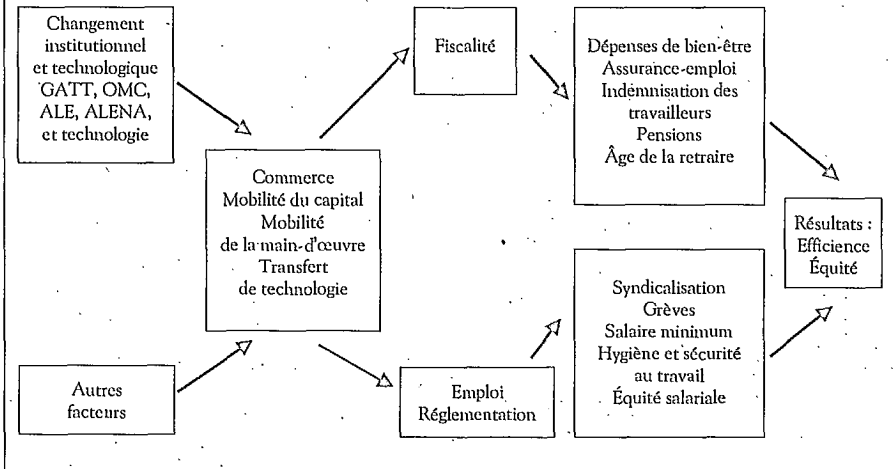 Changement
institutionnel
et technologique
GATT, OMC,
ALE, ALENA,
et technologie
Autres
facteurs
Commerce
Mobilité du capital
Mobilité
de la main-d'œuvre
Transfert
de technologie
Fiscalité
Emploi
Réglementation
Dépenses de bien-être
Assurance-emploi
Indemnisation des
travailleurs
Pensions
Âge de la retraire
Syndicalisation
Grèves
Salaire minimum
Hygiène et sécurité
au travail
Équité salariale
Résultats :
Efficience
Équité